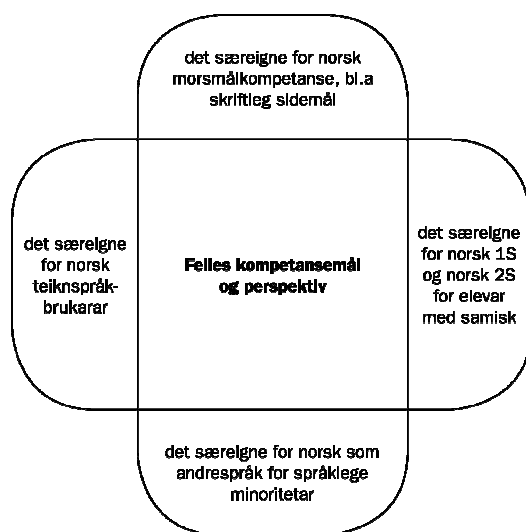 det særeigne for norsk
morsmålkompetanse, bl.a
skriftleg sidemål
det særeigne
for norsk
teiknspråk-
brukarar
Felles kompetansemål
og perspektiv
det særeigne
for norsk 1S
og norsk 2S
for elevar
med samisk
det særeigne for norsk som
andrespråk for språklege
minoritetar